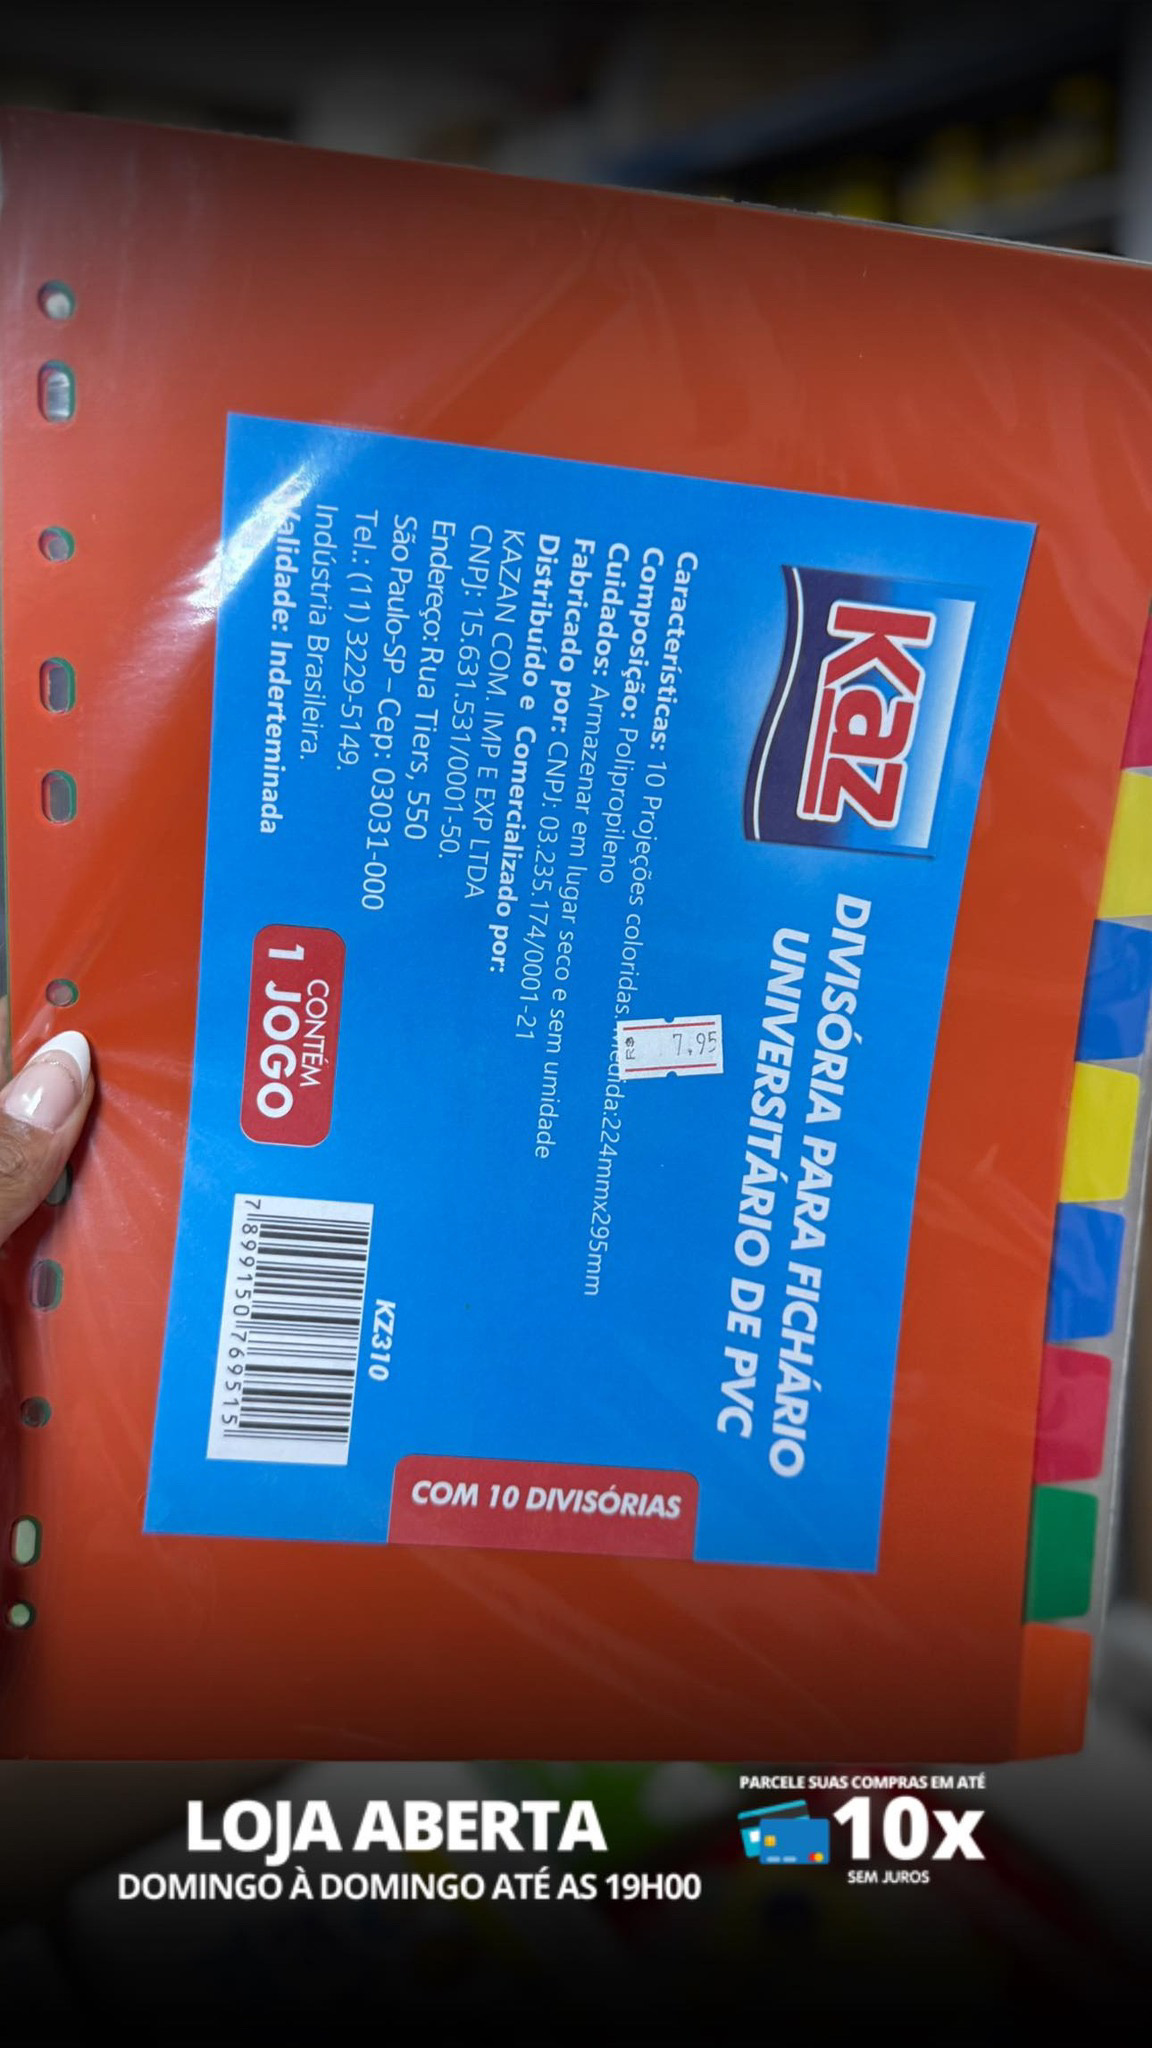 Kaz
DIVISÓRIA PARA FICHÁRIO
UNIVERSITÁRIO DE PVC
R$ 7,95
Características: 10 Projeções coloridas. Medida:224mmx295mm
Composição: Polipropileno
Cuidados: Armazenar em lugar seco e sem umidade
Fabricado por: CNPJ: 03.235.174/0001-21
Distribuído e Comercializado por:
KAZAN COM. IMP E EXP LTDA
CNPJ: 15.631.531/0001-50.
Endereço: Rua Tiers, 550
São Paulo-SP – Cep: 03031-000
Tel.: (11) 3229-5149.
Indústria Brasileira.
Validade: Inderteminada
CONTÉM
1 JOGO
KZ310
7 899150 769515
COM 10 DIVISÓRIAS
LOJA ABERTA
DOMINGO À DOMINGO ATÉ AS 19H00
PARCELE SUAS COMPRAS EM ATÉ
10x
SEM JUROS